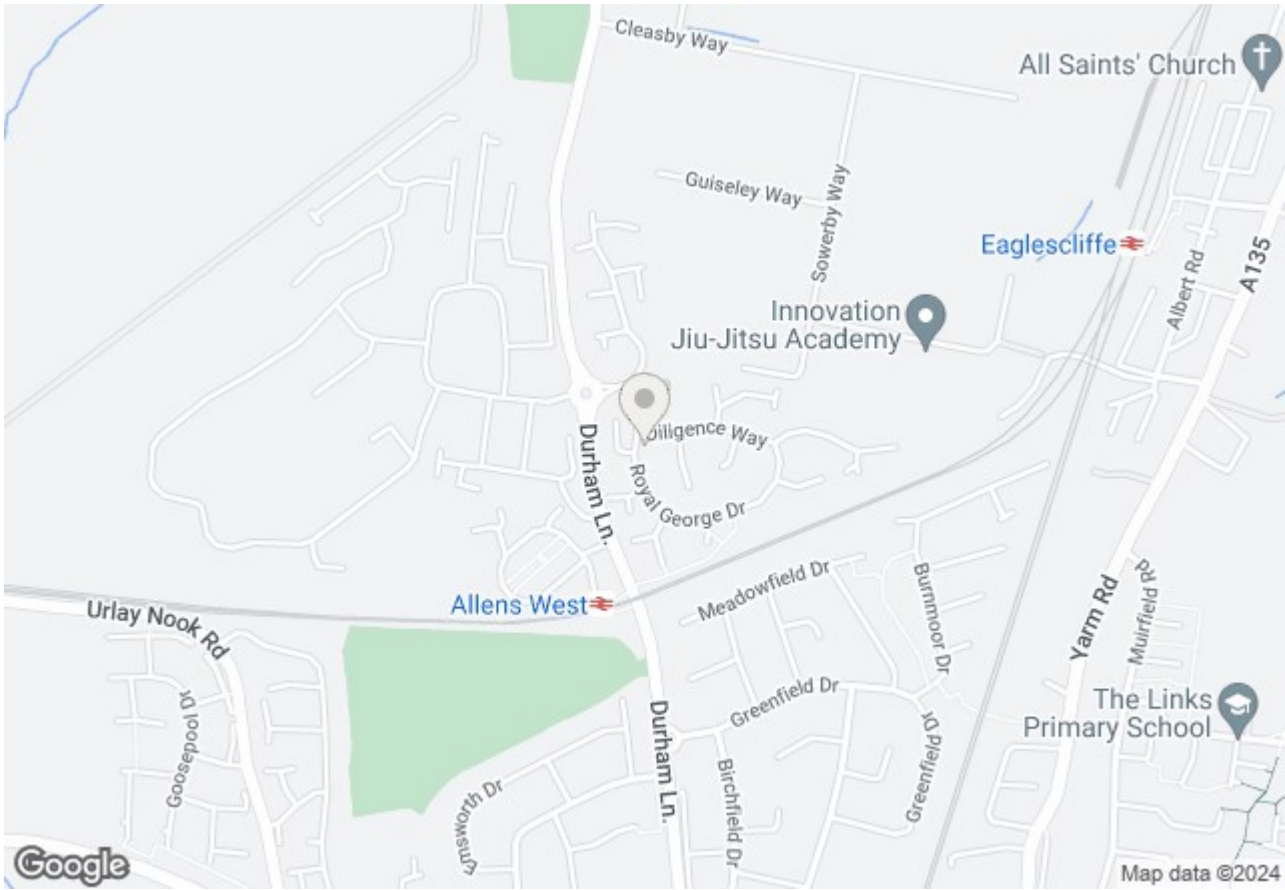 Cleasby Way
All Saints' Church
Guiseley Way
Sowerby Way
Eaglescliffe
Albert Rd
A135
Innovation
Jiu-Jitsu Academy
Diligence Way
Durham Ln.
Royal George Dr
Allens West
Meadowfield Dr
Burnmoor Dr
Urlay Nook Rd
Yarm Rd
Muirfield Rd
Goosepool Dr
Greenfield Dr
The Links
Primary School
Durham Ln.
Greenfield Dr
Birchfield Dr
Emsworth Dr
Google
Map data ©2024